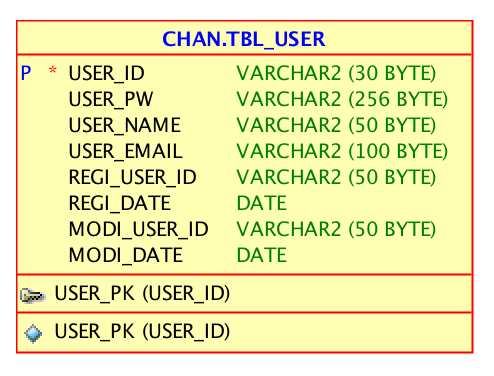 CHAN.TBL_USER
P * USER_ID VARCHAR2 (30 BYTE)
USER_PW VARCHAR2 (256 BYTE)
USER_NAME VARCHAR2 (50 BYTE)
USER_EMAIL VARCHAR2 (100 BYTE)
REGI_USER_ID VARCHAR2 (50 BYTE)
REGI_DATE DATE
MODI_USER_ID VARCHAR2 (50 BYTE)
MODI_DATE DATE
USER_PK (USER_ID)
USER_PK (USER_ID)